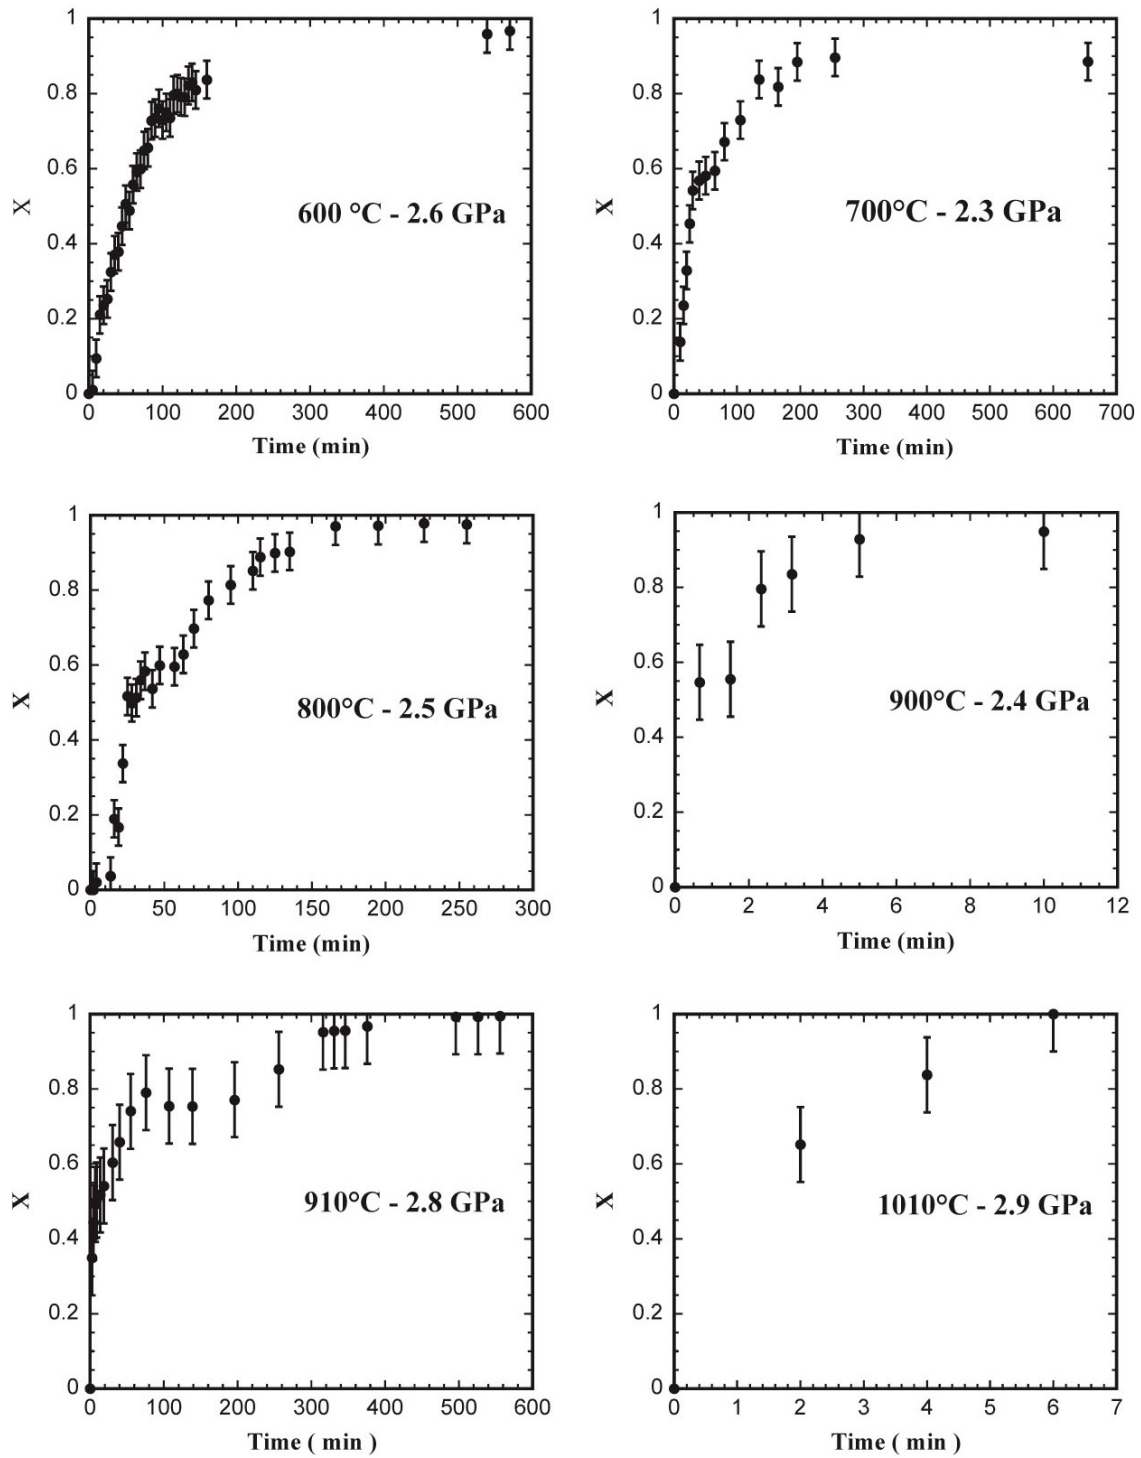 1
0.8
0.6
0.4
0.2
0
X
600 °C - 2.6 GPa
0 100 200 300 400 500 600
Time (min)
1
0.8
0.6
0.4
0.2
0
X
700°C - 2.3 GPa
0 100 200 300 400 500 600 700
Time (min)
1
0.8
0.6
0.4
0.2
0
X
800°C - 2.5 GPa
0 50 100 150 200 250 300
Time (min)
1
0.8
0.6
0.4
0.2
0
X
900°C - 2.4 GPa
0 2 4 6 8 10 12
Time (min)
1
0.8
0.6
0.4
0.2
0
X
910°C - 2.8 GPa
0 100 200 300 400 500 600
Time ( min )
1
0.8
0.6
0.4
0.2
0
X
1010°C - 2.9 GPa
0 1 2 3 4 5 6 7
Time ( min )